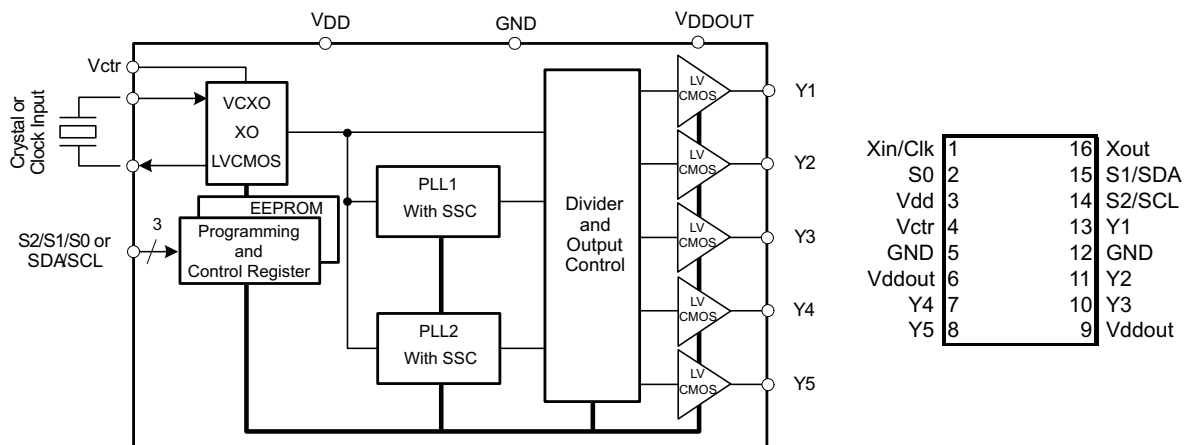 VDD
GND
VDDOUT
Vctr
Crystal or
Clock Input
VCXO
XO
LVCMOS
EEPROM
Programming
and
Control Register
S2/S1/S0 or
SDA/SCL
3
PLL1
With SSC
PLL2
With SSC
Divider
and
Output
Control
LV
CMOS
Y1
LV
CMOS
Y2
LV
CMOS
Y3
LV
CMOS
Y4
LV
CMOS
Y5
Xin/Clk 1 16 Xout
S0 2 15 S1/SDA
Vdd 3 14 S2/SCL
Vctr 4 13 Y1
GND 5 12 GND
Vddout 6 11 Y2
Y4 7 10 Y3
Y5 8 9 Vddout